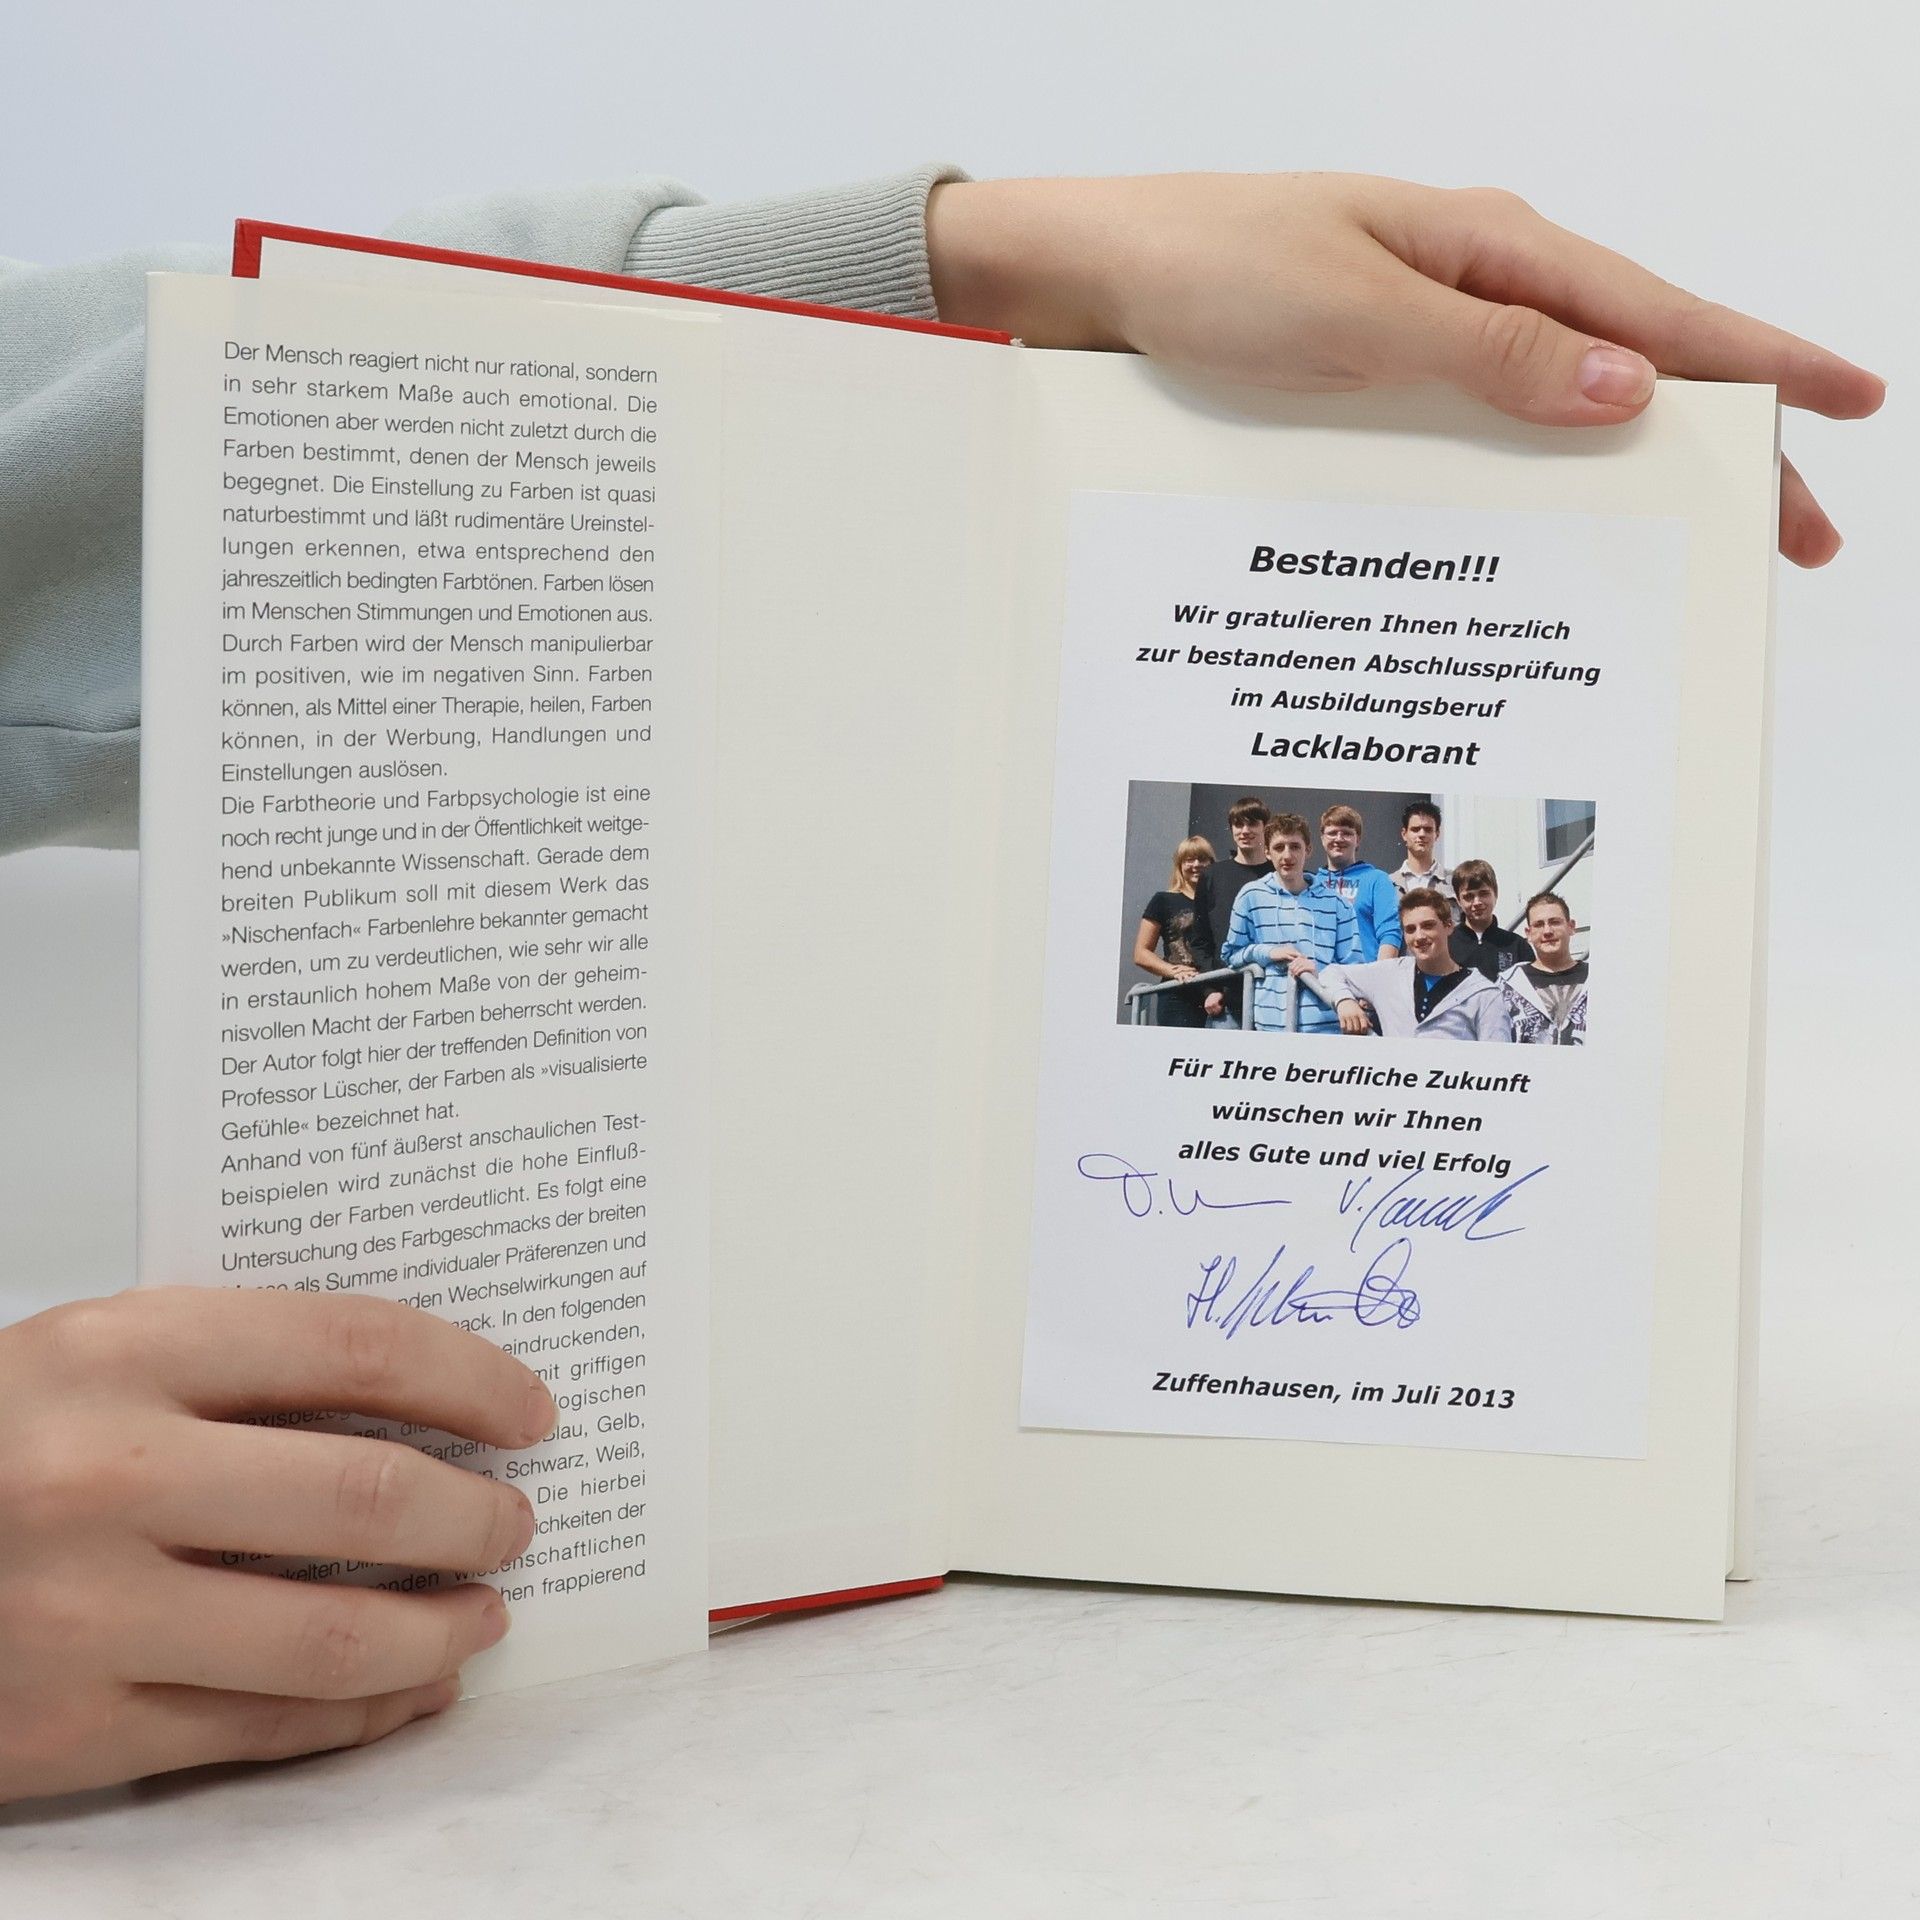 Der Mensch reagiert nicht nur rational, sondern
in sehr starkem Maße auch emotional. Die
Emotionen aber werden nicht zuletzt durch die
Farben bestimmt, denen der Mensch jeweils
begegnet. Die Einstellung zu Farben ist quasi
naturbestimmt und läßt rudimentäre Ureinstel-
lungen erkennen, etwa entsprechend den
jahreszeitlich bedingten Farbtönen. Farben lösen
im Menschen Stimmungen und Emotionen aus.
Durch Farben wird der Mensch manipulierbar
im positiven, wie im negativen Sinn. Farben
können, als Mittel einer Therapie, heilen, Farben
können, in der Werbung, Handlungen und
Einstellungen auslösen.
Die Farbtheorie und Farbpsychologie ist eine
noch recht junge und in der Öffentlichkeit weitge-
hend unbekannte Wissenschaft. Gerade dem
breiten Publikum soll mit diesem Werk das
»Nischenfach« Farbenlehre bekannter gemacht
werden, um zu verdeutlichen, wie sehr wir alle
in erstaunlich hohem Maße von der geheim-
nisvollen Macht der Farben beherrscht werden.
Der Autor folgt hier der treffenden Definition von
Professor Lüscher, der Farben als »visualisierte
Gefühle« bezeichnet hat.
Anhand von fünf äußerst anschaulichen Test-
beispielen wird zunächst die hohe Einfluß-
wirkung der Farben verdeutlicht. Es folgt eine
Untersuchung des Farbgeschmacks der breiten
als Summe individualer Präferenzen und
Wechselwirkungen auf
In den folgenden
eindruckenden,
mit griffigen
logischen
Blau, Gelb,
Farben
Schwarz, Weiß,
Die hierbei
ichkeiten der
enschaftlichen
hen frappierend
Bestanden!!!
Wir gratulieren Ihnen herzlich
zur bestandenen Abschlussprüfung
im Ausbildungsberuf
Lacklaborant
Für Ihre berufliche Zukunft
wünschen wir Ihnen
alles Gute und viel Erfolg
Zuffenhausen, im Juli 2013